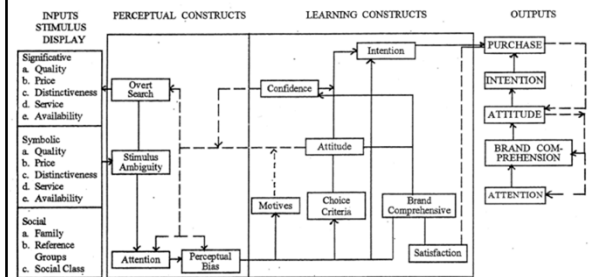 INPUTS
STIMULUS
DISPLAY
PERCEPTUAL CONSTRUCTS
LEARNING CONSTRUCTS
OUTPUTS
Significative
a. Quality
b. Price
c. Distinctiveness
d. Service
e. Availability
Symbolic
a. Quality
b. Price
c. Distinctiveness
d. Service
e. Availability
Social
a. Family
b. Reference
Groups
c. Social Class
Overt
Search
Stimulus
Ambiguity
Attention
Perceptual
Bias
Intention
Confidence
Attitude
Motives
Choice
Criteria
Brand
Comprehensive
Satisfaction
PURCHASE
INTENTION
ATTITUDE
BRAND COM-
PREHENSION
ATTENTION